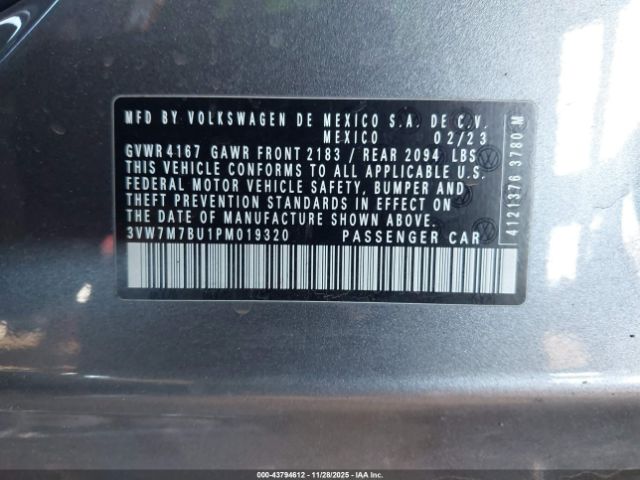 MFD BY VOLKSWAGEN DE MEXICO S.A. DE C.V.
MEXICO 02/23
GVWR 4167 GAWR FRONT 2183 / REAR 2094 LBS
THIS VEHICLE CONFORMS TO ALL APPLICABLE U.S.
FEDERAL MOTOR VEHICLE SAFETY, BUMPER AND
THEFT PREVENTION STANDARDS IN EFFECT ON
THE DATE OF MANUFACTURE SHOWN ABOVE.
3VW7M7BU1PM019320 PASSENGER CAR
4121376 3780 M
000-43794612 | 11/28/2025 | IAAI.COM